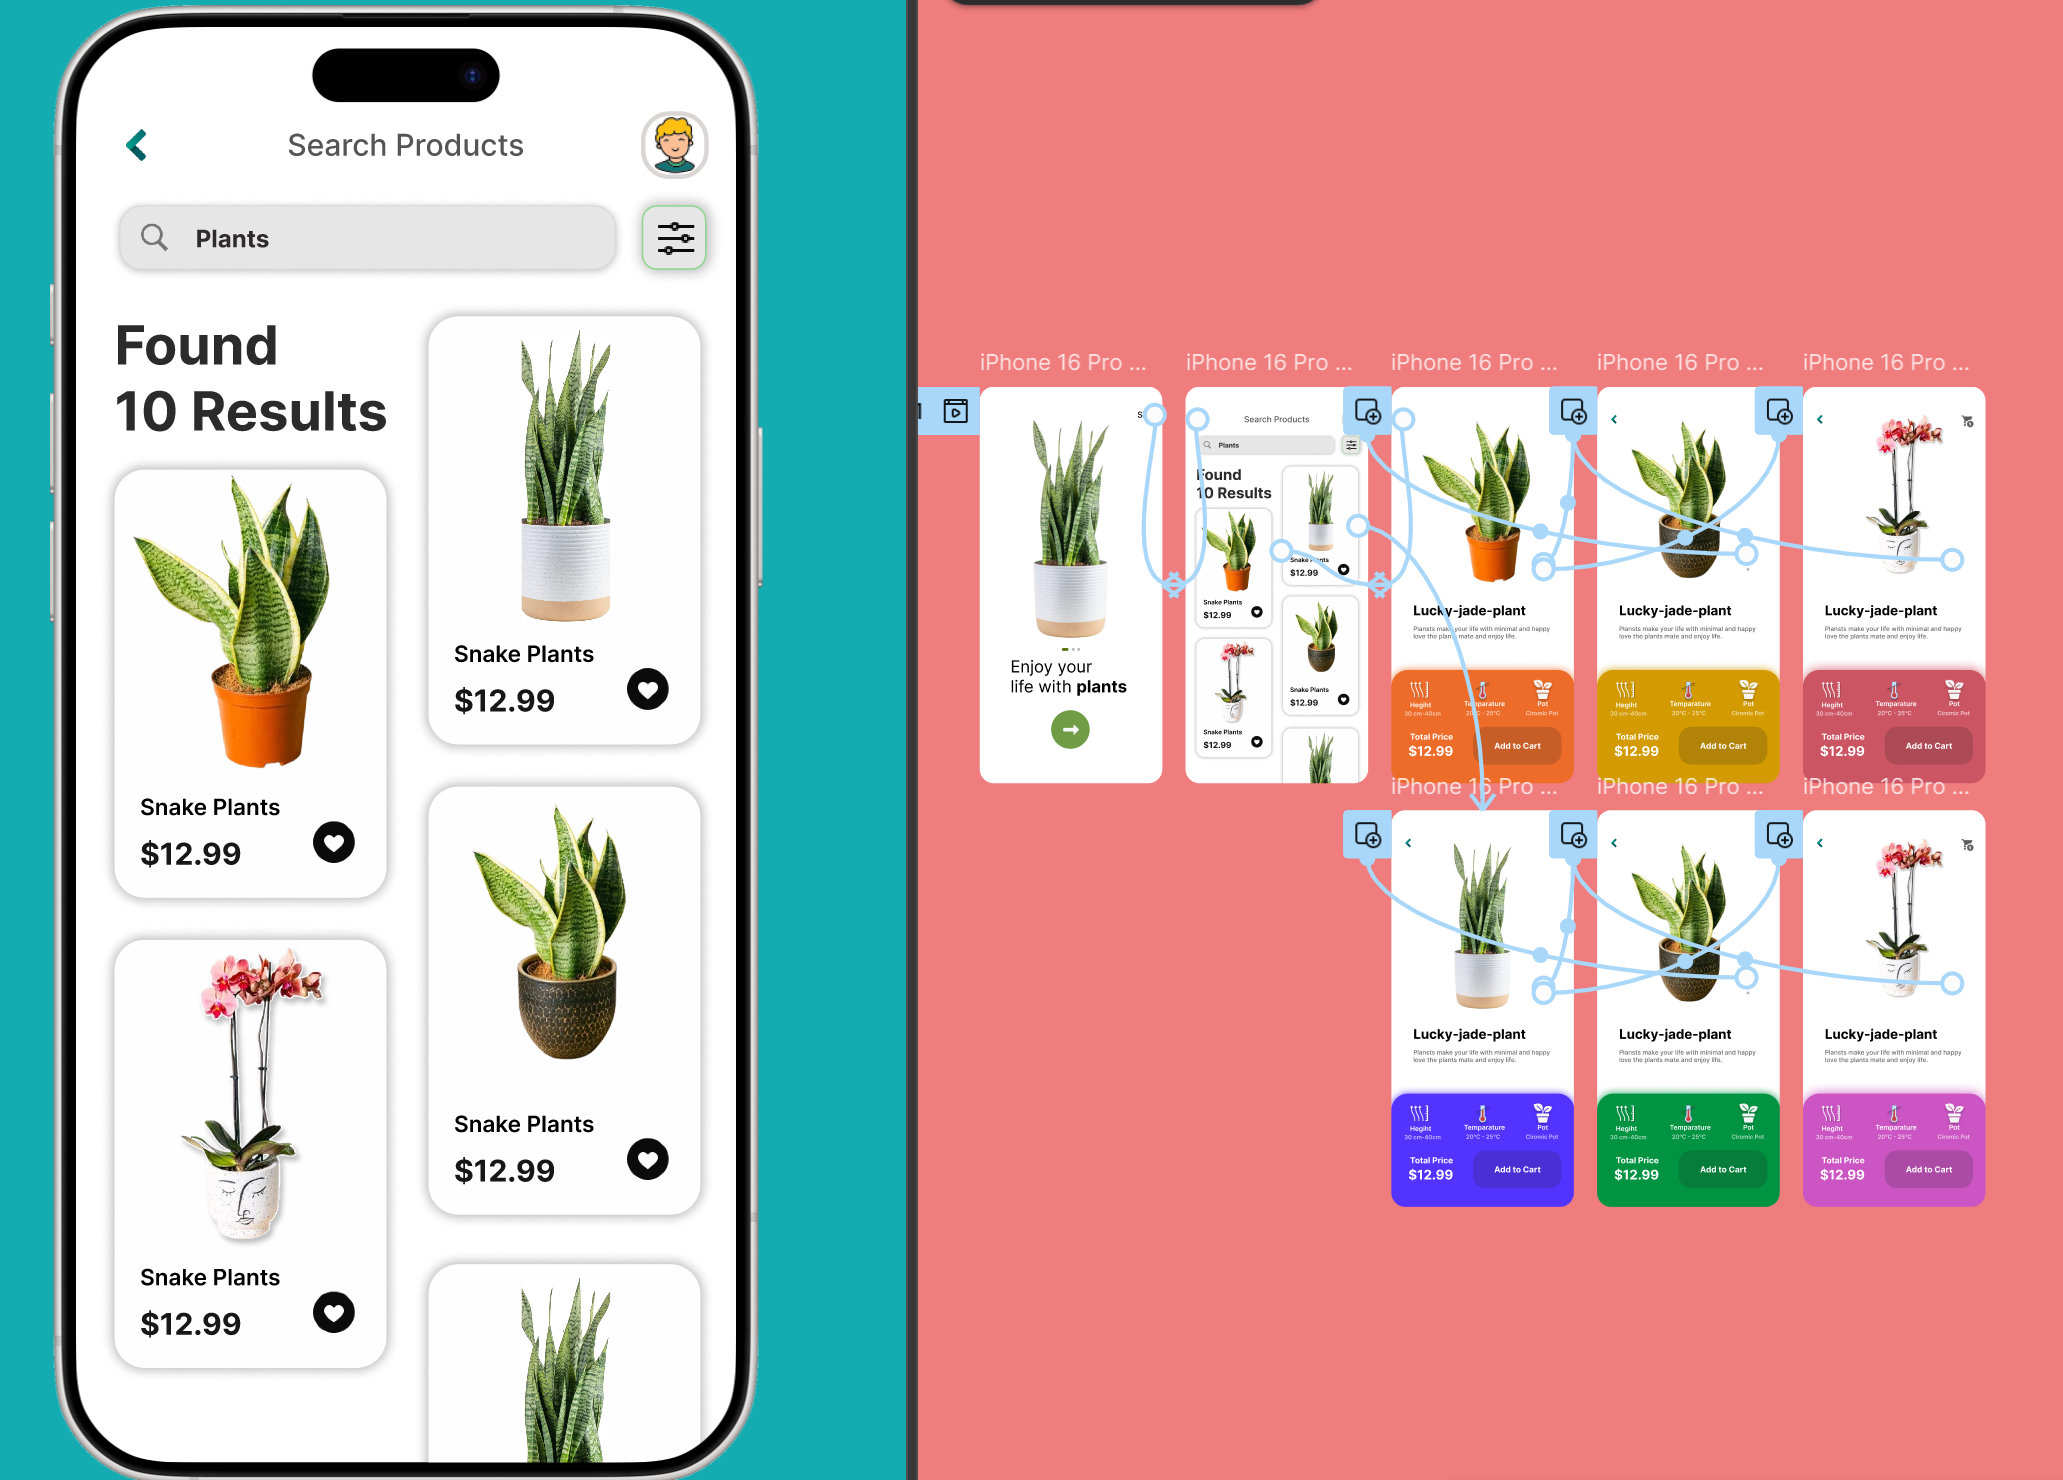 Search Products
Plants
Found
10 Results
Snake Plants
$12.99
Snake Plants
$12.99
Snake Plants
$12.99
Snake Plants
$12.99
iPhone 16 Pro ...
iPhone 16 Pro ...
iPhone 16 Pro ...
iPhone 16 Pro ...
iPhone 16 Pro ...
Enjoy your
life with plants
Search Products
Plants
Found
10 Results
Snake Plants
$12.99
Snake Plants
$12.99
Snake Plants
$12.99
Snake Plants
$12.99
Lucky-jade-plant
Plansts make your life with minimal and happy
love the plants mate and enjoy life.
Hegiht
30 cm-40cm
Temparature
20°C - 25°C
Pot
Ciromic Pot
Total Price
$12.99
Add to Cart
Lucky-jade-plant
Plansts make your life with minimal and happy
love the plants mate and enjoy life.
Hegiht
30 cm-40cm
Temparature
20°C - 25°C
Pot
Ciromic Pot
Total Price
$12.99
Add to Cart
Lucky-jade-plant
Plansts make your life with minimal and happy
love the plants mate and enjoy life.
Hegiht
30 cm-40cm
Temparature
20°C - 25°C
Pot
Ciromic Pot
Total Price
$12.99
Add to Cart
iPhone 16 Pro ...
iPhone 16 Pro ...
iPhone 16 Pro ...
Lucky-jade-plant
Plansts make your life with minimal and happy
love the plants mate and enjoy life.
Hegiht
30 cm-40cm
Temparature
20°C - 25°C
Pot
Ciromic Pot
Total Price
$12.99
Add to Cart
Lucky-jade-plant
Plansts make your life with minimal and happy
love the plants mate and enjoy life.
Hegiht
30 cm-40cm
Temparature
20°C - 25°C
Pot
Ciromic Pot
Total Price
$12.99
Add to Cart
Lucky-jade-plant
Plansts make your life with minimal and happy
love the plants mate and enjoy life.
Hegiht
30 cm-40cm
Temparature
20°C - 25°C
Pot
Ciromic Pot
Total Price
$12.99
Add to Cart